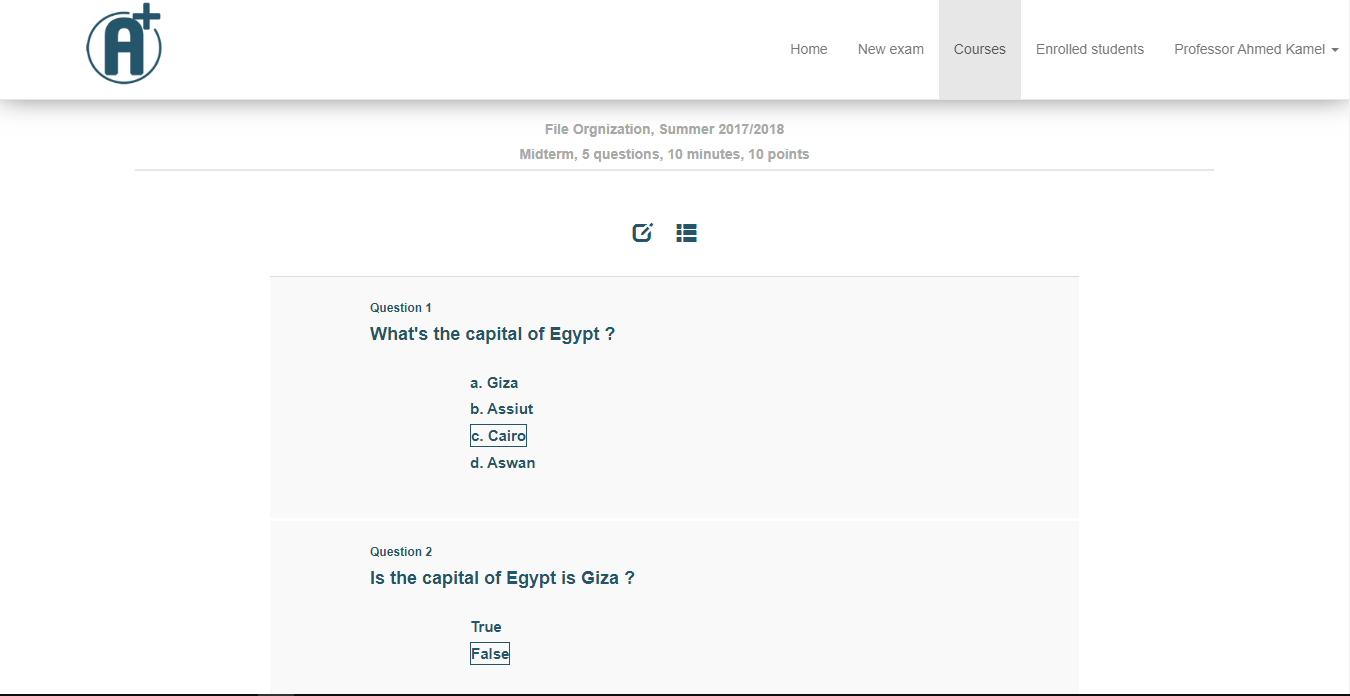 A+
Home New exam Courses Enrolled students Professor Ahmed Kamel
File Orgnization, Summer 2017/2018
Midterm, 5 questions, 10 minutes, 10 points
Question 1
What's the capital of Egypt ?
a. Giza
b. Assiut
c. Cairo
d. Aswan
Question 2
Is the capital of Egypt is Giza ?
True
False